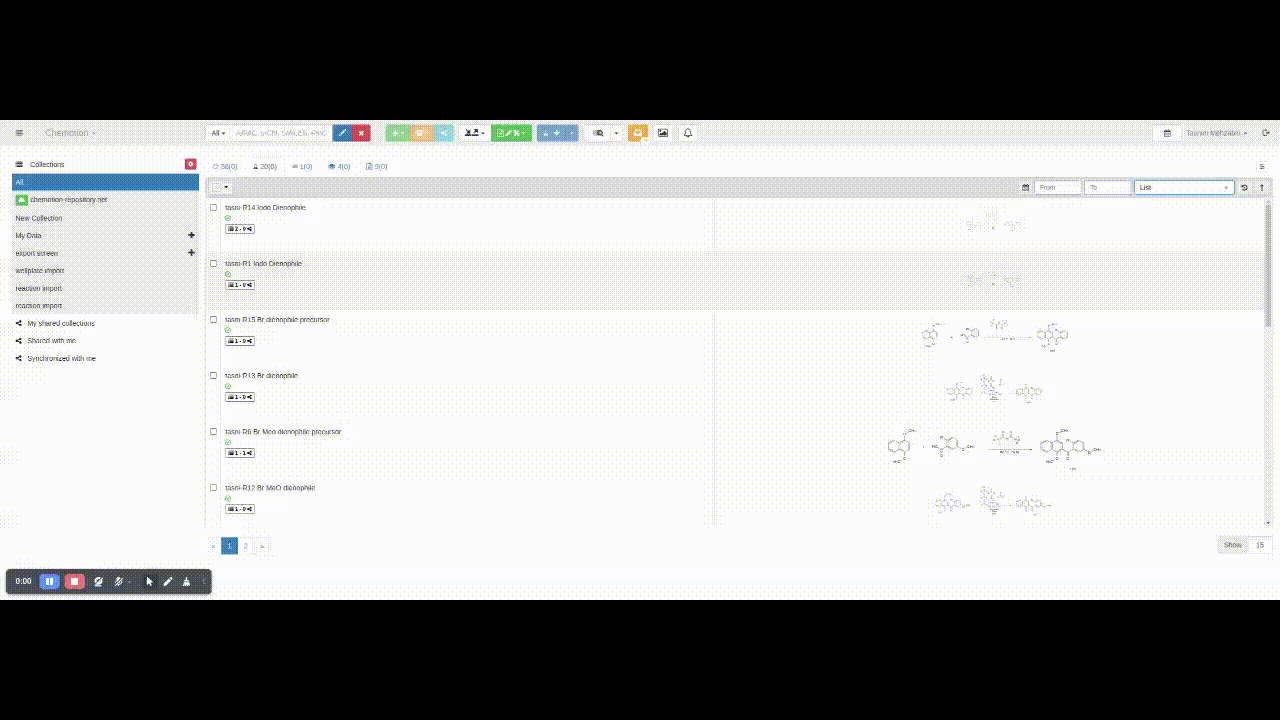 Chemotion
All
IUPAC, InChI, SMILES, RInC
Tasnim Mehzabin
Collections
56(0) 20(0) 1(0) 4(0) 9(0)
All
From To List
chemotion-repository.net
New Collection
My Data
export screen
wellplate import
reaction import
reaction import
My shared collections
Shared with me
Synchronized with me
tasni-R14 Iodo Dienophile
2 - 0
tasni-R1 Iodo Dienophile
1 - 0
tasni-R15 Br dienophile precursor
1 - 0
tasni-R13 Br dienophile
1 - 0
tasni-R6 Br Meo dienophile precursor
1 - 1
tasni-R12 Br MeO dienophile
1 - 0
« 1 2 »
Show 15
0:00